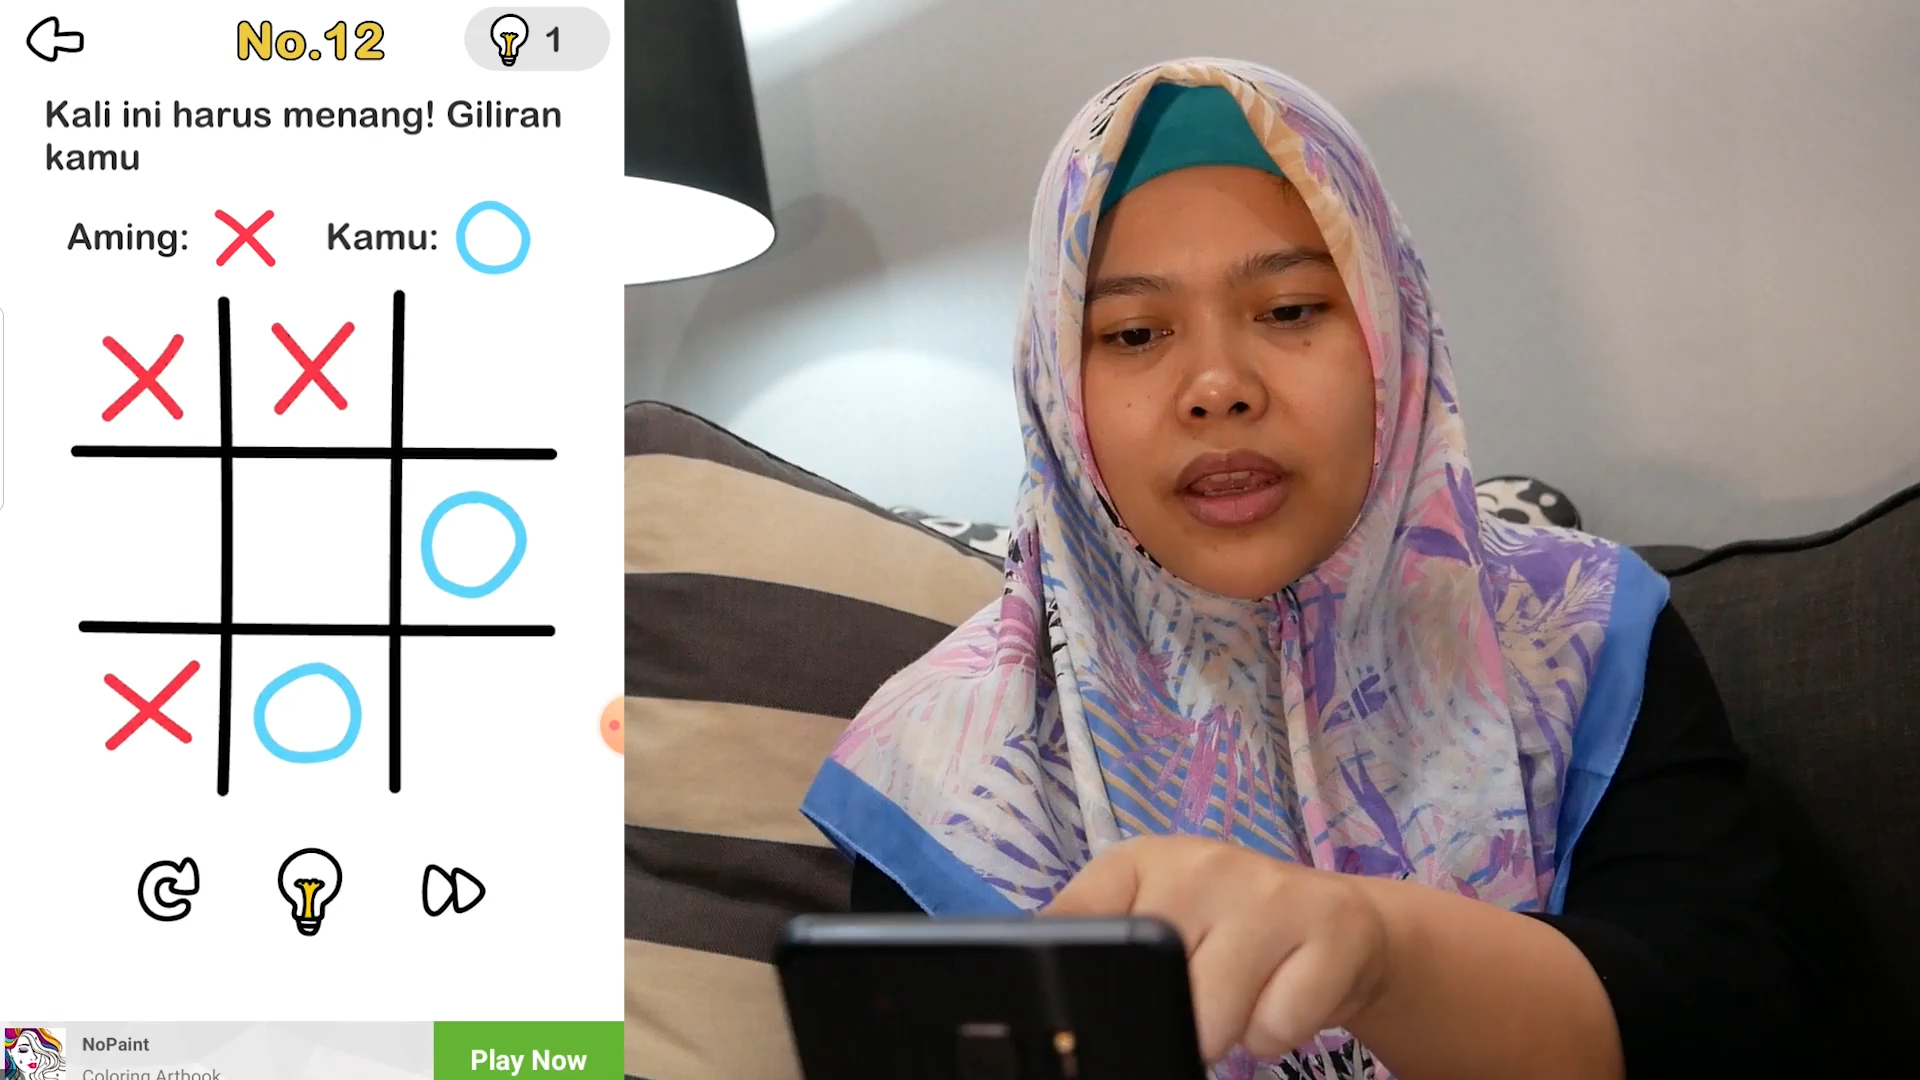 No.12
1
Kali ini harus menang! Giliran
kamu
Aming:
Kamu:
NoPaint
Coloring Artbook
Play Now